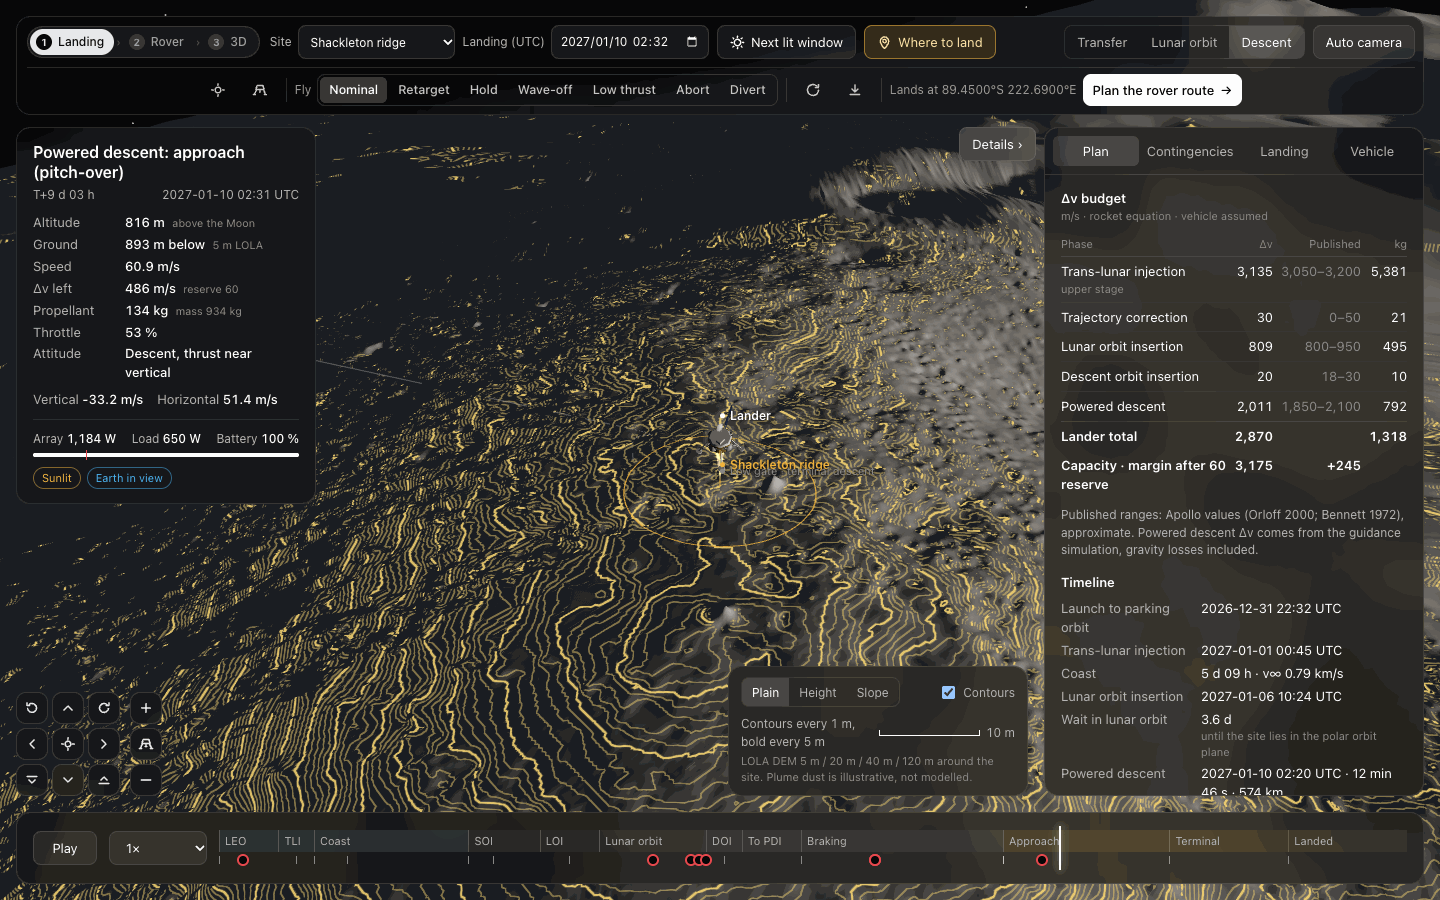 1 Landing › 2 Rover › 3 3D Site Shackleton ridge Landing (UTC) 2027/01/10 02:32 Next lit window Where to land Transfer Lunar orbit Descent Auto camera
Fly Nominal Retarget Hold Wave-off Low thrust Abort Divert Lands at 89.4500°S 222.6900°E Plan the rover route →
Powered descent: approach
(pitch-over)
T+9 d 03 h 2027-01-10 02:31 UTC
Altitude 816 m above the Moon
Ground 893 m below 5 m LOLA
Speed 60.9 m/s
Δv left 486 m/s reserve 60
Propellant 134 kg mass 934 kg
Throttle 53 %
Attitude Descent, thrust near
vertical
Vertical -33.2 m/s Horizontal 51.4 m/s
Array 1,184 W Load 650 W Battery 100 %
Sunlit Earth in view
Details ›
Lander
Shackleton ridge
Plan Contingencies Landing Vehicle
Δv budget
m/s · rocket equation · vehicle assumed
Phase Δv Published kg
Trans-lunar injection 3,135 3,050–3,200 5,381
upper stage
Trajectory correction 30 0–50 21
Lunar orbit insertion 809 800–950 495
Descent orbit insertion 20 18–30 10
Powered descent 2,011 1,850–2,100 792
Lander total 2,870 1,318
Capacity · margin after 60 3,175 +245
reserve
Published ranges: Apollo values (Orloff 2000; Bennett 1972),
approximate. Powered descent Δv comes from the guidance
simulation, gravity losses included.
Timeline
Launch to parking 2026-12-31 22:32 UTC
orbit
Trans-lunar injection 2027-01-01 00:45 UTC
Coast 5 d 09 h · v∞ 0.79 km/s
Lunar orbit insertion 2027-01-06 10:24 UTC
Wait in lunar orbit 3.6 d
until the site lies in the polar orbit
plane
Powered descent 2027-01-10 02:20 UTC · 12 min
46 s · 574 km
Plain Height Slope Contours
Contours every 1 m,
bold every 5 m
10 m
LOLA DEM 5 m / 20 m / 40 m / 120 m around the
site. Plume dust is illustrative, not modelled.
Play 1× LEO TLI Coast SOI LOI Lunar orbit DOI To PDI Braking Approach Terminal Landed